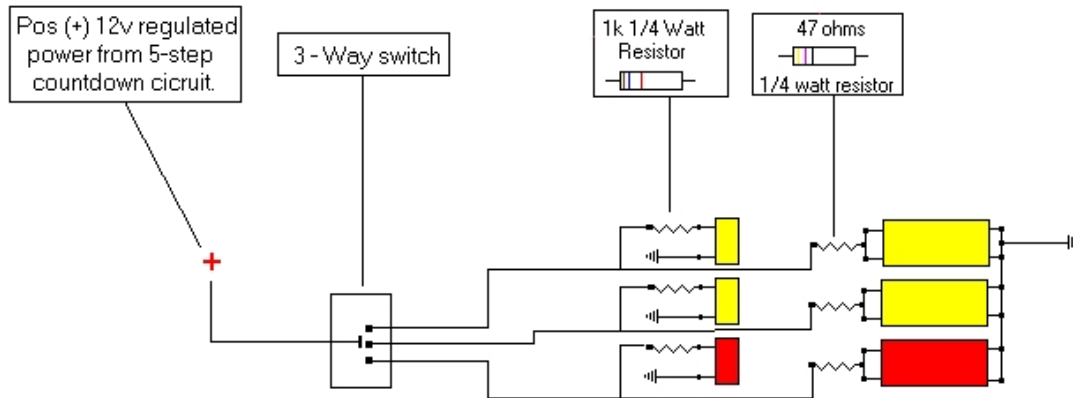 Pos (+) 12v regulated
power from 5-step
countdown cicruit.
3 - Way switch
1k 1/4 Watt
Resistor
47 ohms
1/4 watt resistor
+